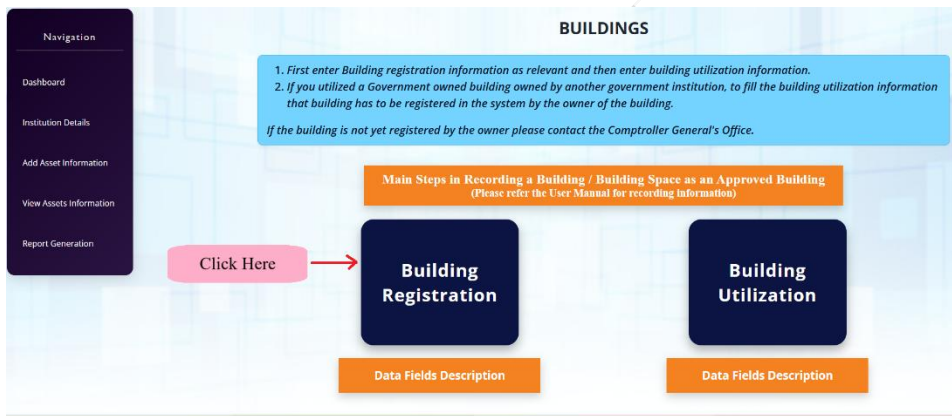 Navigation
Dashboard
Institution Details
Add Asset Information
View Assets Information
Report Generation
BUILDINGS
1. First enter Building registration information as relevant and then enter building utilization information.
2. If you utilized a Government owned building owned by another government institution, to fill the building utilization information
that building has to be registered in the system by the owner of the building.
If the building is not yet registered by the owner please contact the Comptroller General's Office.
Main Steps in Recording a Building / Building Space as an Approved Building
(Please refer the User Manual for recording information)
Click Here
Building
Registration
Data Fields Description
Building
Utilization
Data Fields Description